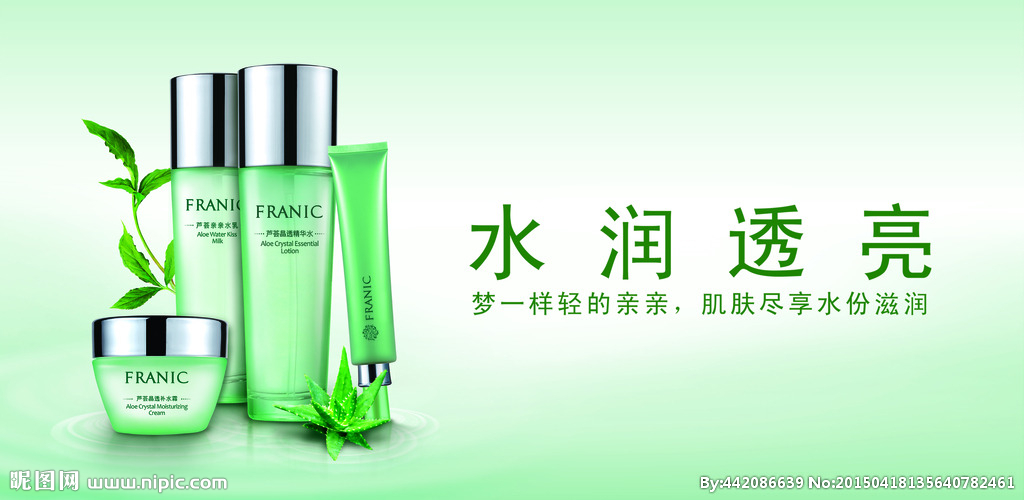 FRANIC
芦荟亲亲水乳
Aloe Water Kiss
Milk
FRANIC
芦荟晶透精华水
Aloe Crystal Essential
Lotion
FRANIC
FRANIC
芦荟晶透补水霜
Aloe Crystal Moisturizing
Cream
水润透亮
梦一样轻的亲亲，肌肤尽享水份滋润
昵图网 www.nipic.com
By:442086639 No:20150418135640782461